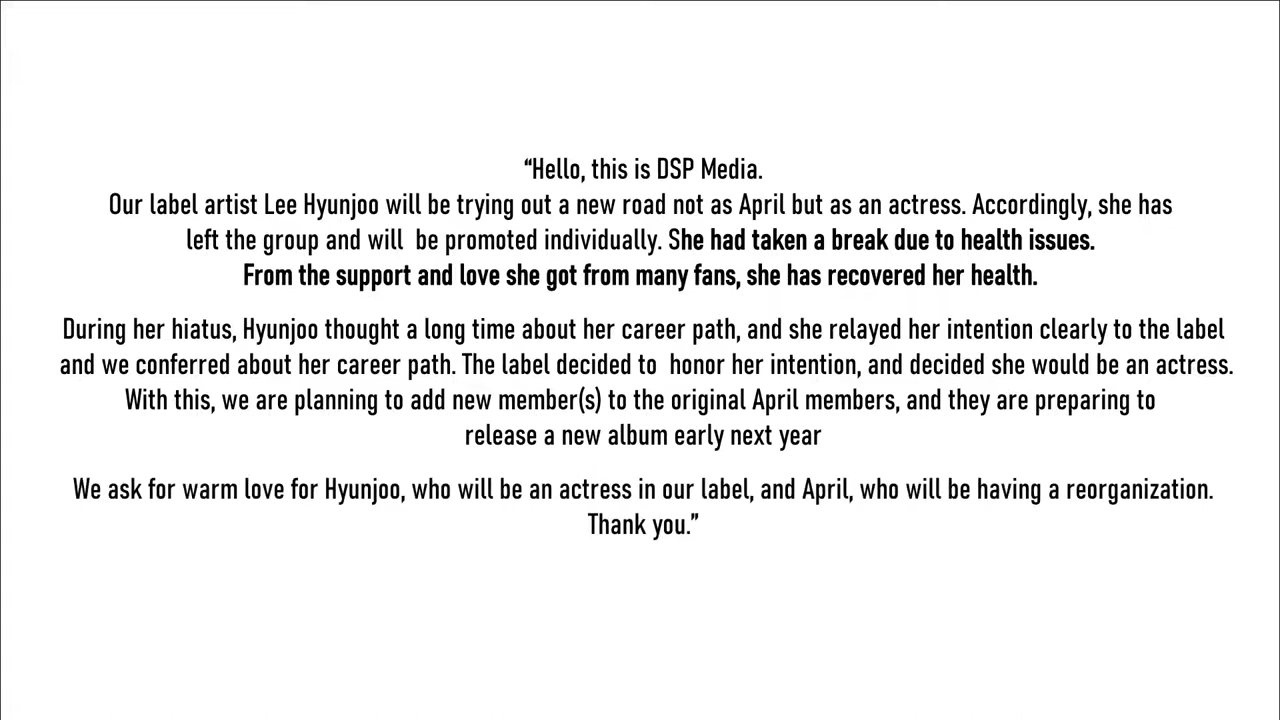 “Hello, this is DSP Media.
Our label artist Lee Hyunjoo will be trying out a new road not as April but as an actress. Accordingly, she has
left the group and will  be promoted individually. She had taken a break due to health issues.
From the support and love she got from many fans, she has recovered her health.
During her hiatus, Hyunjoo thought a long time about her career path, and she relayed her intention clearly to the label
and we conferred about her career path. The label decided to  honor her intention, and decided she would be an actress.
With this, we are planning to add new member(s) to the original April members, and they are preparing to
release a new album early next year
We ask for warm love for Hyunjoo, who will be an actress in our label, and April, who will be having a reorganization.
Thank you.”